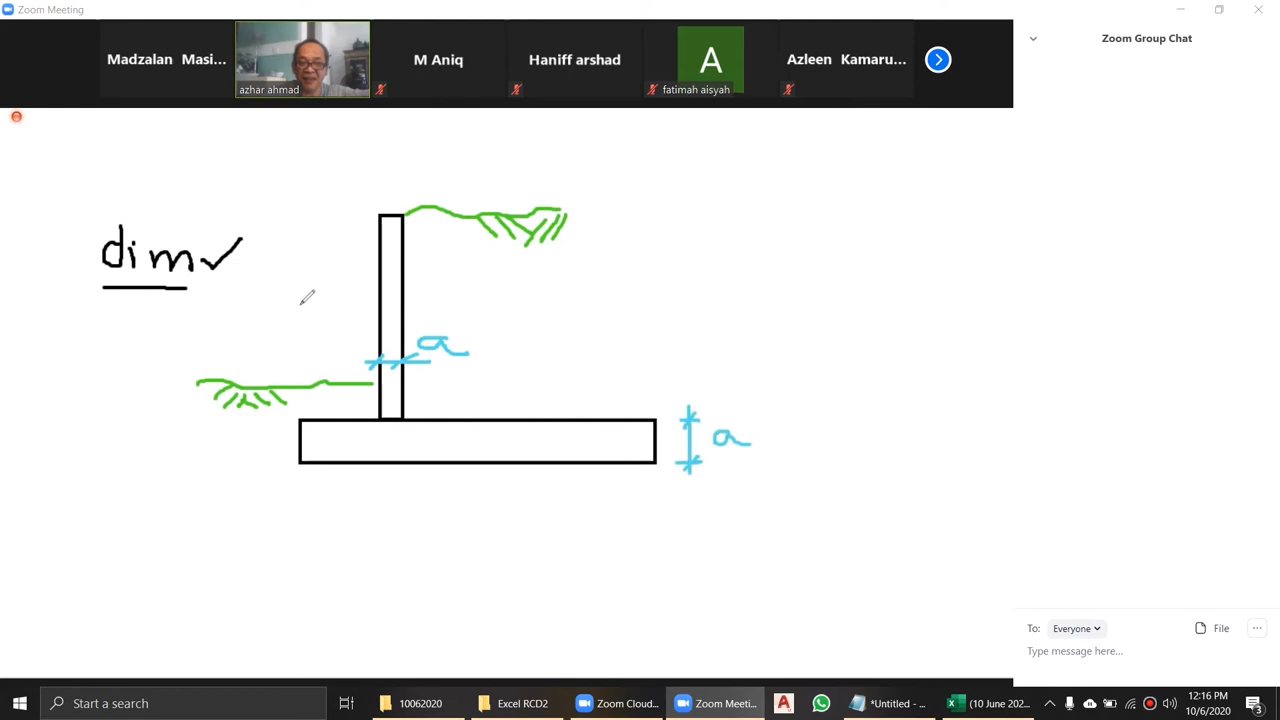 Zoom Meeting
Madzalan Masi...
azhar ahmad
M Aniq
Haniff arshad
A
fatimah aisyah
Azleen Kamaru...
Zoom Group Chat
dim
a
a
To: Everyone
File
Type message here...
Start a search
10062020
Excel RCD2
Zoom Cloud...
Zoom Meeti...
*Untitled -
(10 June 202...
12:16 PM
10/6/2020
3